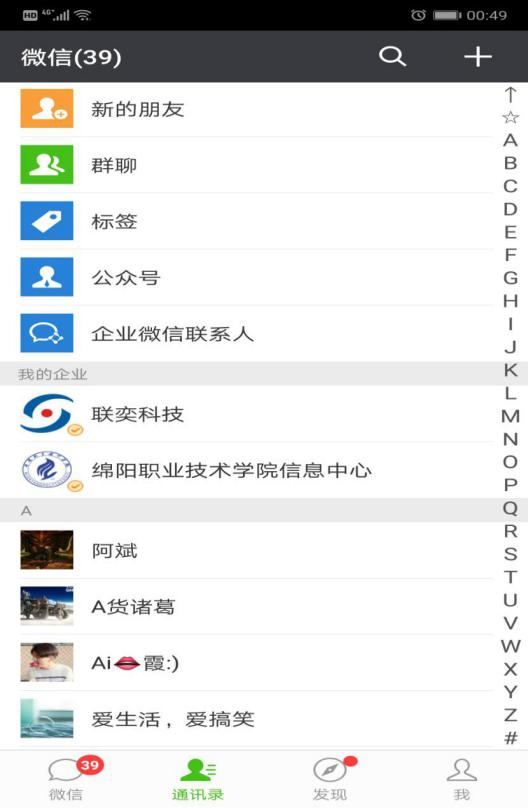 HD 4G 00:49
微信(39)
新的朋友
群聊
标签
公众号
企业微信联系人
我的企业
联奕科技
绵阳职业技术学院信息中心
A
阿斌
A货诸葛
Ai👄霞:)
爱生活，爱搞笑
↑
☆
A
B
C
D
E
F
G
H
I
J
K
L
M
N
O
P
Q
R
S
T
U
V
W
X
Y
Z
#
39
微信
通讯录
发现
我